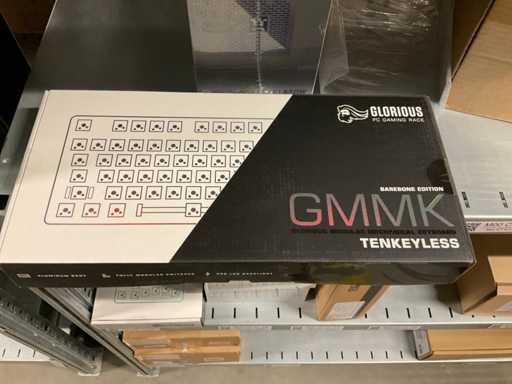 GLORIOUS
PC GAMING RACE
BAREBONE EDITION
GMMK
GLORIOUS MODULAR MECHANICAL KEYBOARD
TENKEYLESS
ALUMINUM BODY
FULLY MODULAR SWITCHES
RGB LED BACKLIGHT